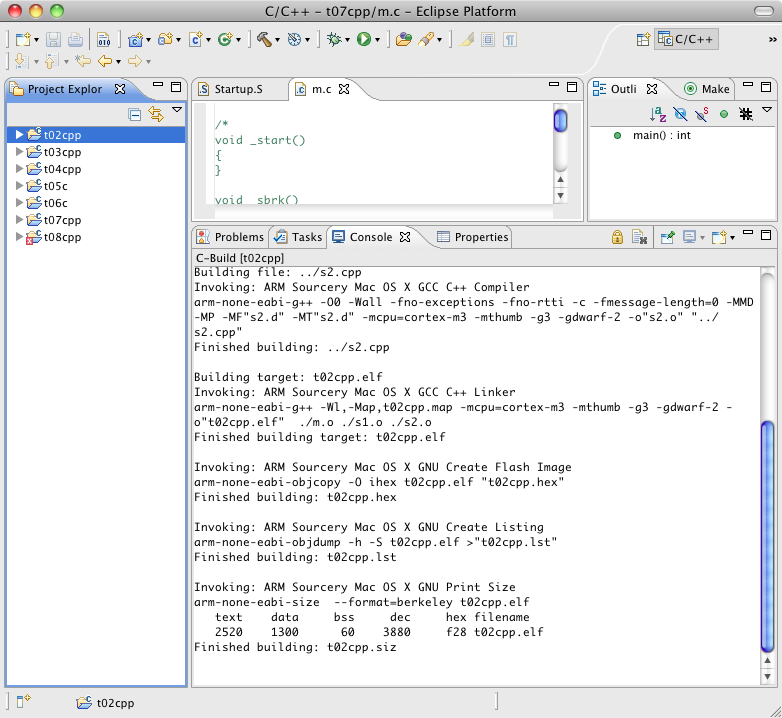 C/C++ - t07cpp/m.c - Eclipse Platform
010
C/C++
»
Project Explor
t02cpp
t03cpp
t04cpp
t05c
t06c
t07cpp
t08cpp
Startup.S
m.c
/*
void _start()
{
}
void _sbrk()
Outli
Make
main() : int
Problems
Tasks
Console
Properties
C-Build [t02cpp]
Building file: ../s2.cpp
Invoking: ARM Sourcery Mac OS X GCC C++ Compiler
arm-none-eabi-g++ -O0 -Wall -fno-exceptions -fno-rtti -c -fmessage-length=0 -MMD
-MP -MF"s2.d" -MT"s2.d" -mcpu=cortex-m3 -mthumb -g3 -gdwarf-2 -o"s2.o" "../
s2.cpp"
Finished building: ../s2.cpp
Building target: t02cpp.elf
Invoking: ARM Sourcery Mac OS X GCC C++ Linker
arm-none-eabi-g++ -Wl,-Map,t02cpp.map -mcpu=cortex-m3 -mthumb -g3 -gdwarf-2 -
o"t02cpp.elf"  ./m.o ./s1.o ./s2.o
Finished building target: t02cpp.elf
Invoking: ARM Sourcery Mac OS X GNU Create Flash Image
arm-none-eabi-objcopy -O ihex t02cpp.elf "t02cpp.hex"
Finished building: t02cpp.hex
Invoking: ARM Sourcery Mac OS X GNU Create Listing
arm-none-eabi-objdump -h -S t02cpp.elf >"t02cpp.lst"
Finished building: t02cpp.lst
Invoking: ARM Sourcery Mac OS X GNU Print Size
arm-none-eabi-size  --format=berkeley t02cpp.elf
text data bss dec hex filename
2520 1300 60 3880 f28 t02cpp.elf
Finished building: t02cpp.siz
t02cpp